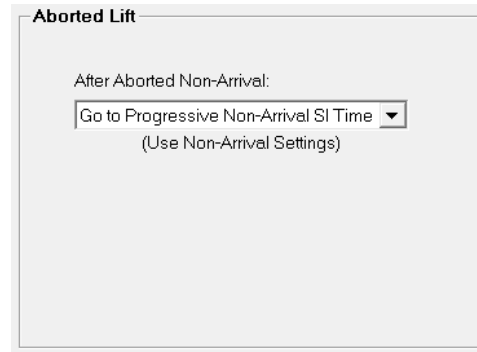 Aborted Lift
After Aborted Non-Arrival:
Go to Progressive Non-Arrival SI Time
(Use Non-Arrival Settings)